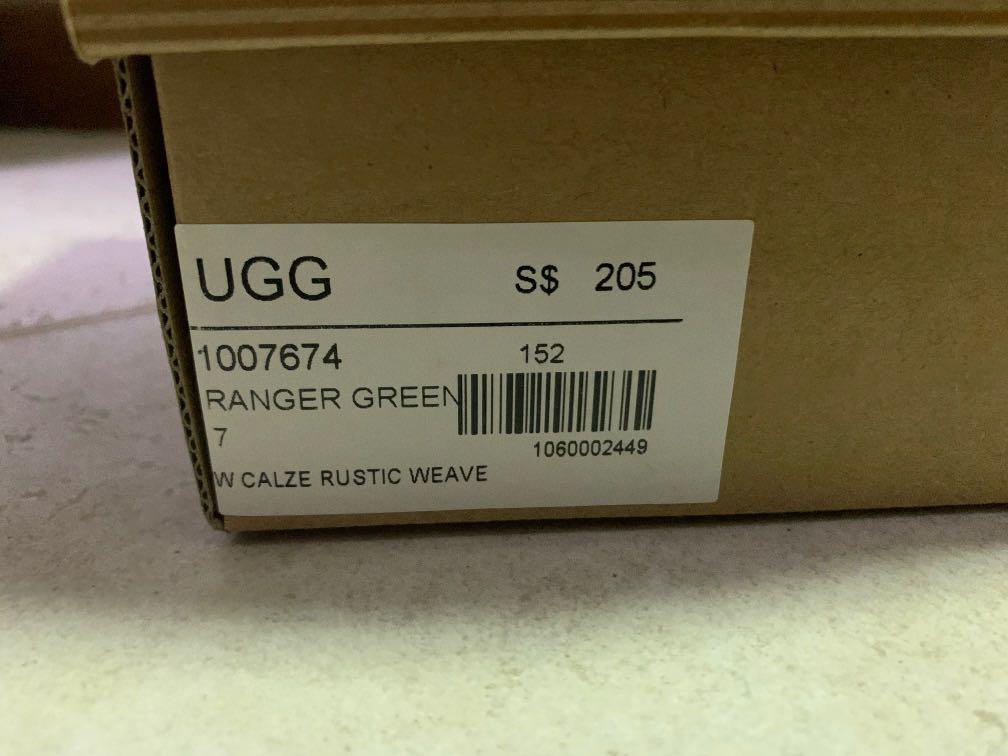 UGG S$ 205
1007674 152
RANGER GREEN
7 1060002449
W CALZE RUSTIC WEAVE